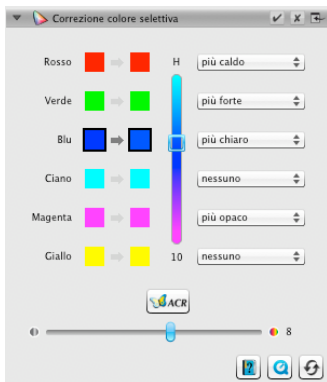 Correzione colore selettiva
Rosso H più caldo
Verde più forte
Blu più chiaro
Ciano nessuno
Magenta più opaco
Giallo 10 nessuno
ACR
8